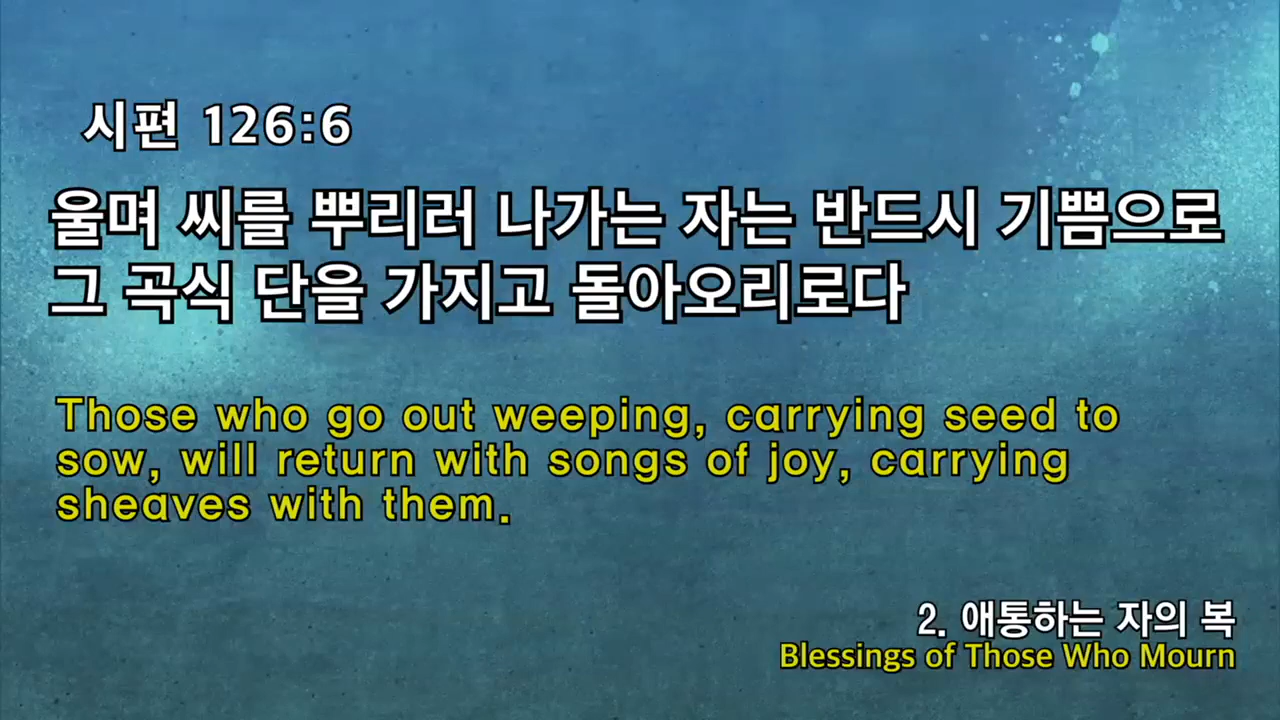 시편 126:6
울며 씨를 뿌리러 나가는 자는 반드시 기쁨으로
그 곡식 단을 가지고 돌아오리로다
Those who go out weeping, carrying seed to
sow, will return with songs of joy, carrying
sheaves with them.
2. 애통하는 자의 복
Blessings of Those Who Mourn